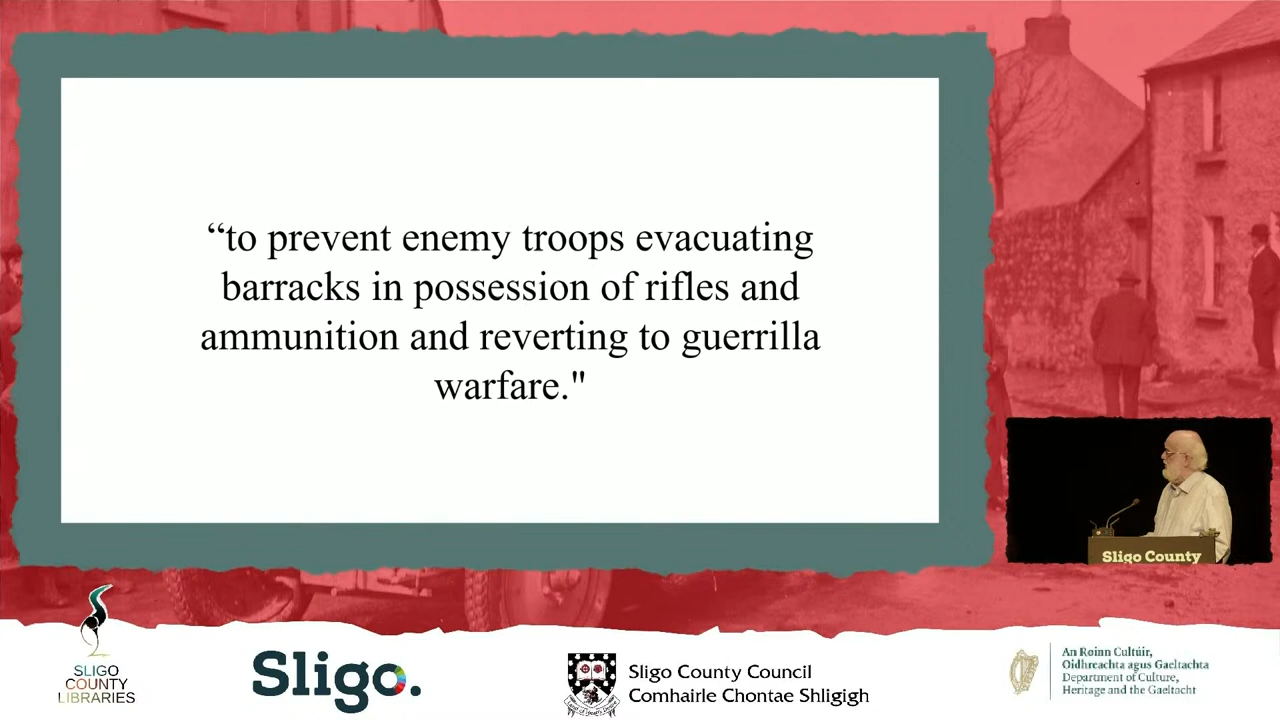 “to prevent enemy troops evacuating
barracks in possession of rifles and
ammunition and reverting to guerrilla
warfare."
Sligo County
SLIGO
COUNTY
LIBRARIES
Sligo.
Sligo County Council
Comhairle Chontae Shligigh
An Roinn Cultúir,
Oidhreachta agus Gaeltachta
Department of Culture,
Heritage and the Gaeltacht